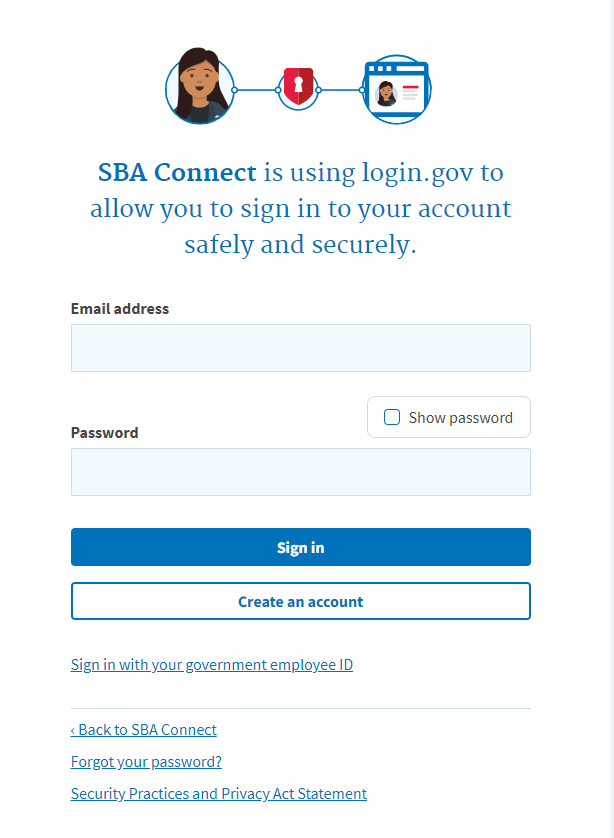 SBA Connect is using login.gov to
allow you to sign in to your account
safely and securely.
Email address
Show password
Password
Sign in
Create an account
Sign in with your government employee ID
‹ Back to SBA Connect
Forgot your password?
Security Practices and Privacy Act Statement